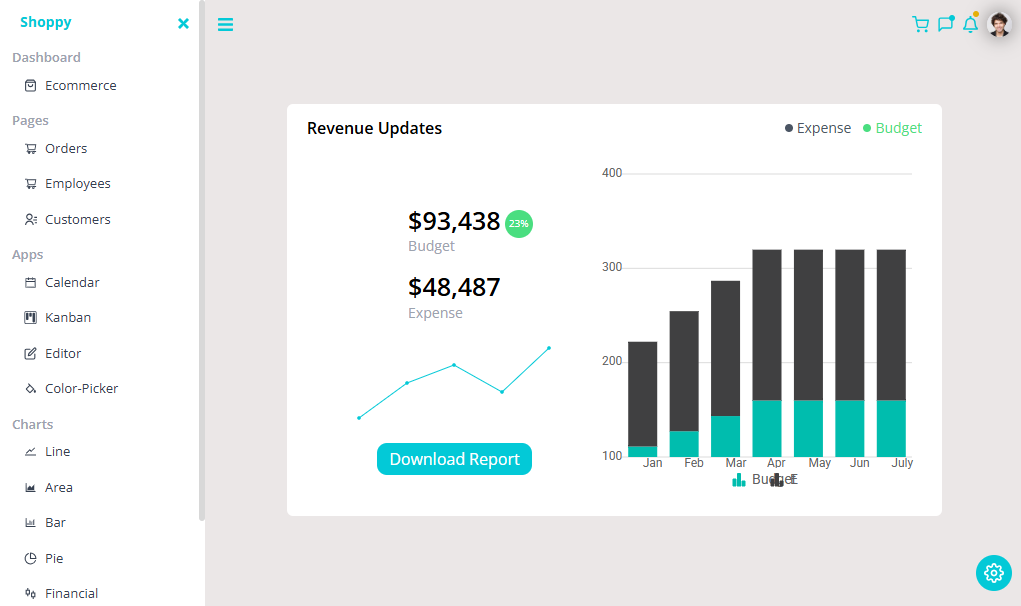 Shoppy
Dashboard
Ecommerce
Pages
Orders
Employees
Customers
Apps
Calendar
Kanban
Editor
Color-Picker
Charts
Line
Area
Bar
Pie
Financial
Revenue Updates
Expense
Budget
$93,438
23%
Budget
$48,487
Expense
Download Report
400
300
200
100
Jan Feb Mar Apr May Jun July
Budget
E